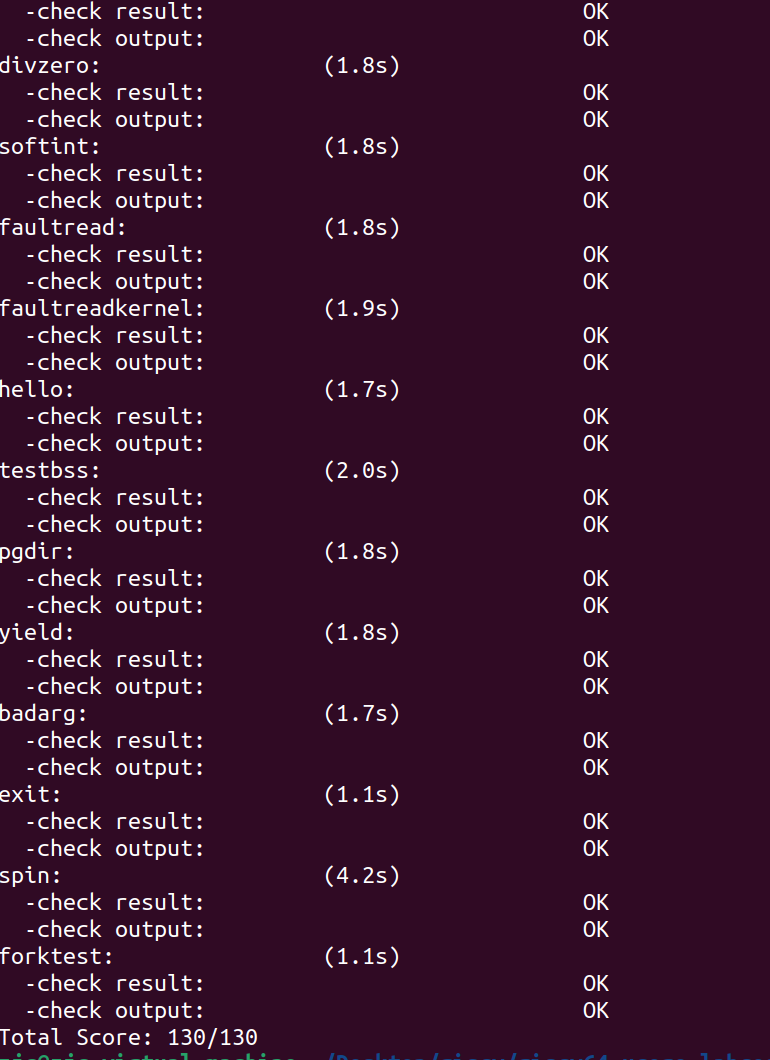 -check result: OK
-check output: OK
divzero: (1.8s)
-check result: OK
-check output: OK
softint: (1.8s)
-check result: OK
-check output: OK
faultread: (1.8s)
-check result: OK
-check output: OK
faultreadkernel: (1.9s)
-check result: OK
-check output: OK
hello: (1.7s)
-check result: OK
-check output: OK
testbss: (2.0s)
-check result: OK
-check output: OK
pgdir: (1.8s)
-check result: OK
-check output: OK
yield: (1.8s)
-check result: OK
-check output: OK
badarg: (1.7s)
-check result: OK
-check output: OK
exit: (1.1s)
-check result: OK
-check output: OK
spin: (4.2s)
-check result: OK
-check output: OK
forktest: (1.1s)
-check result: OK
-check output: OK
Total Score: 130/130